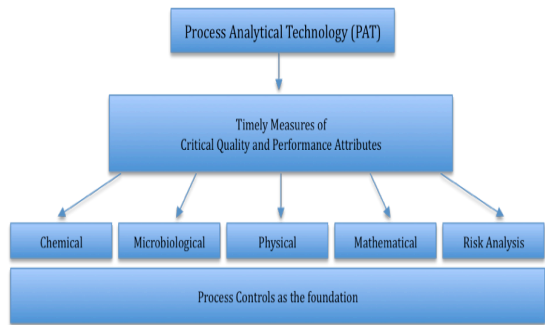 Process Analytical Technology (PAT)
Timely Measures of
Critical Quality and Performance Attributes
Chemical
Microbiological
Physical
Mathematical
Risk Analysis
Process Controls as the foundation